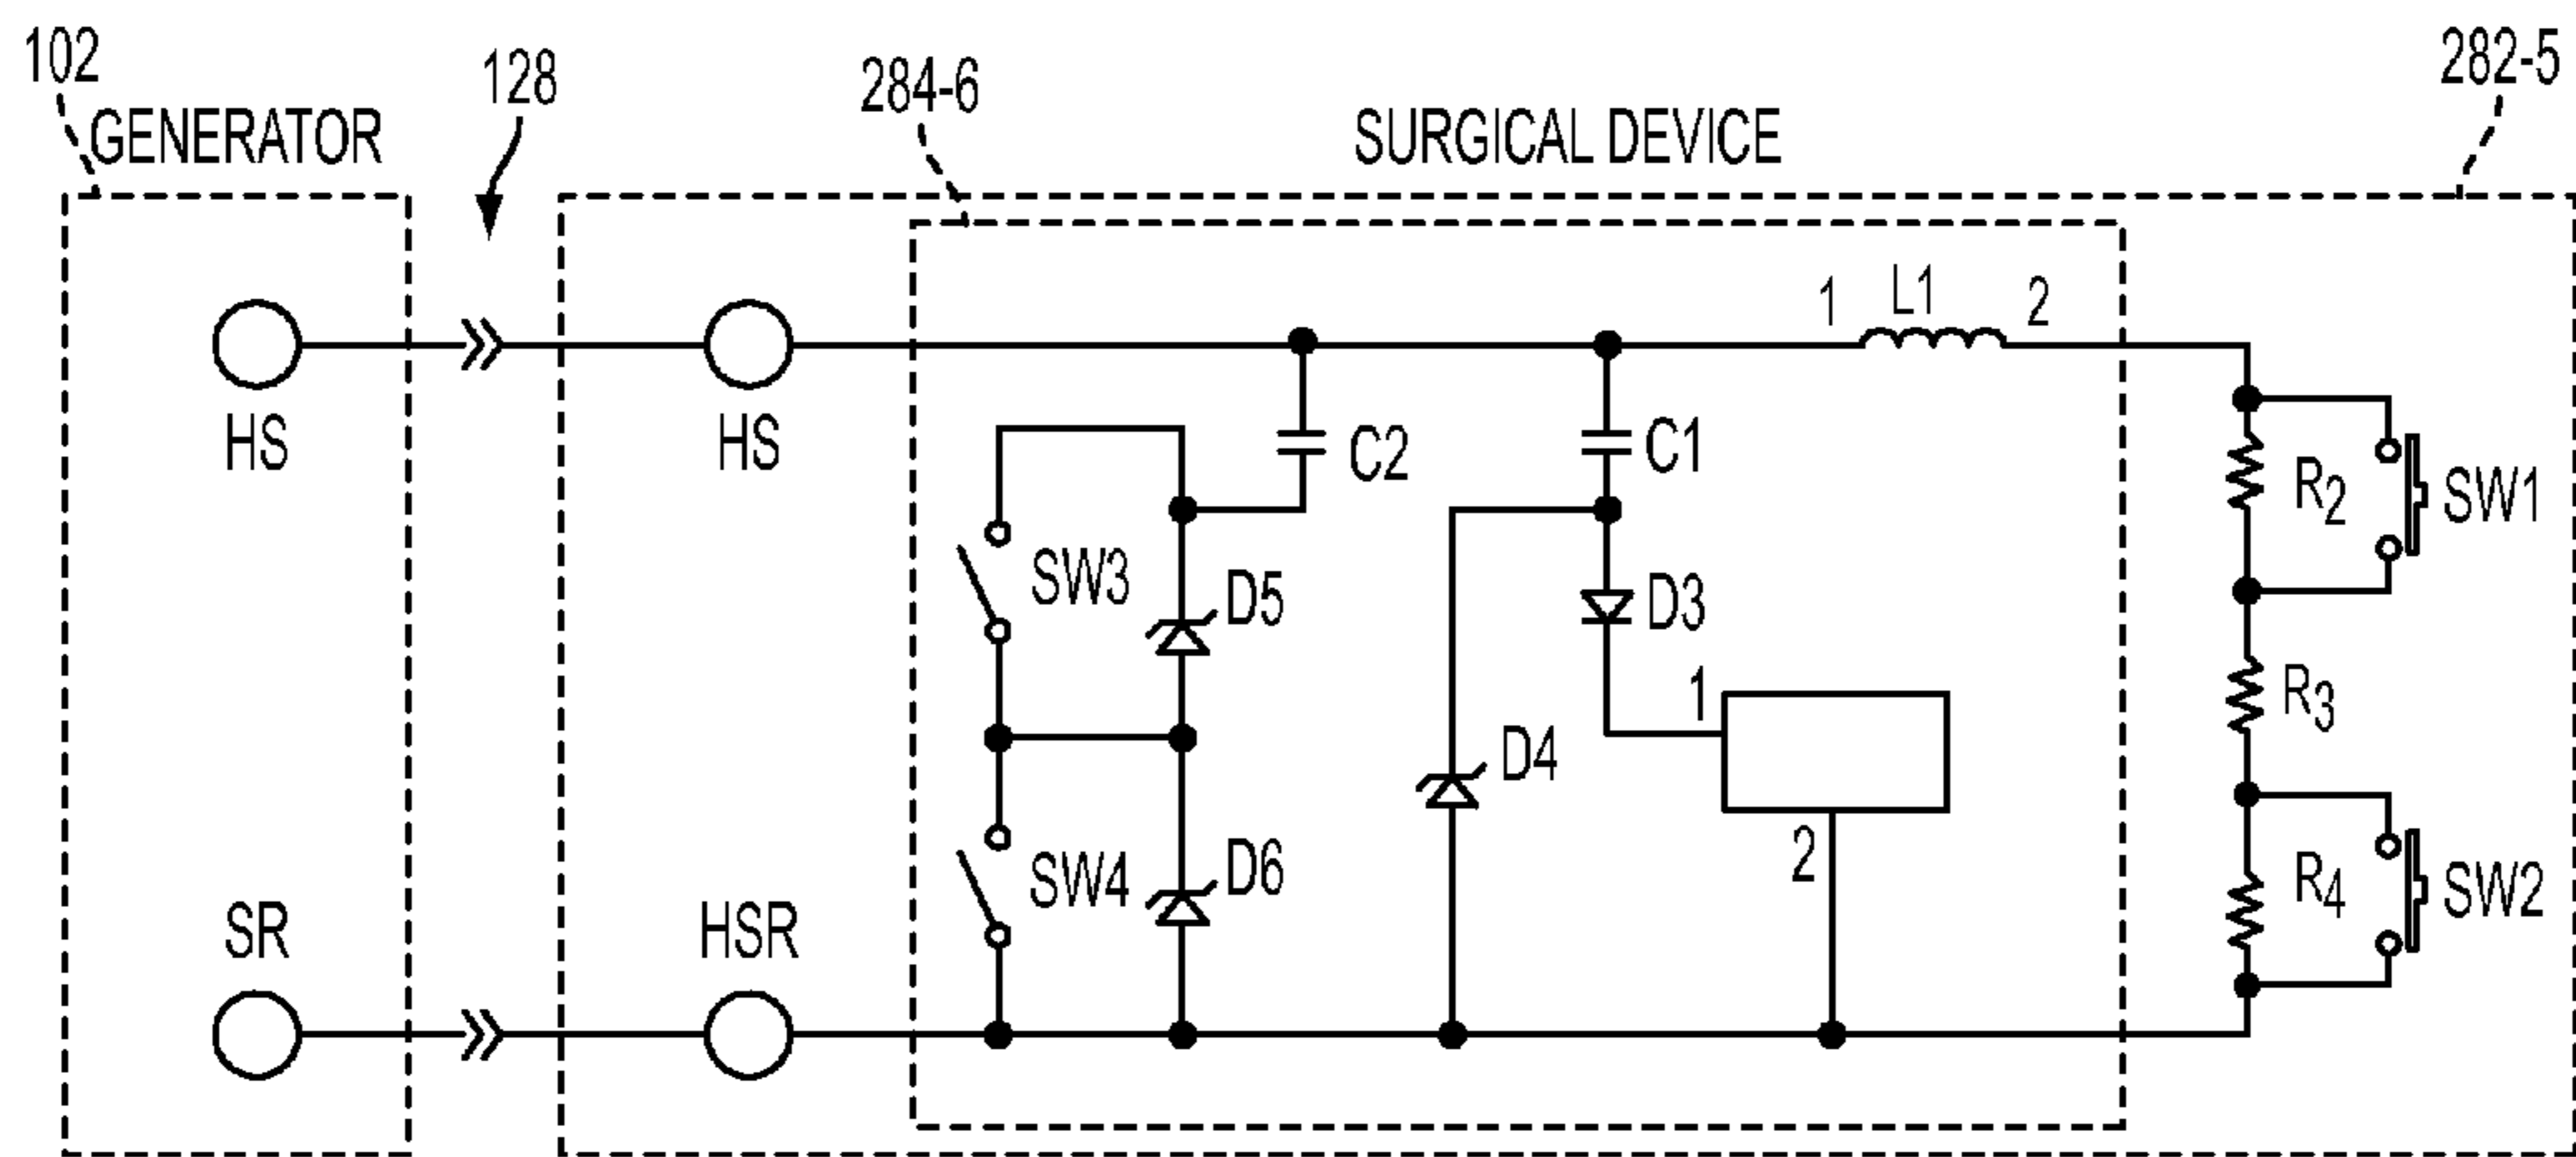 102
128
284-6
282-5
GENERATOR
SURGICAL DEVICE
1 L1 2
HS
HS
C2
C1
R2
SW1
SW3
D5
D3
R3
1
D4
SW4
D6
2
R4
SW2
SR
HSR